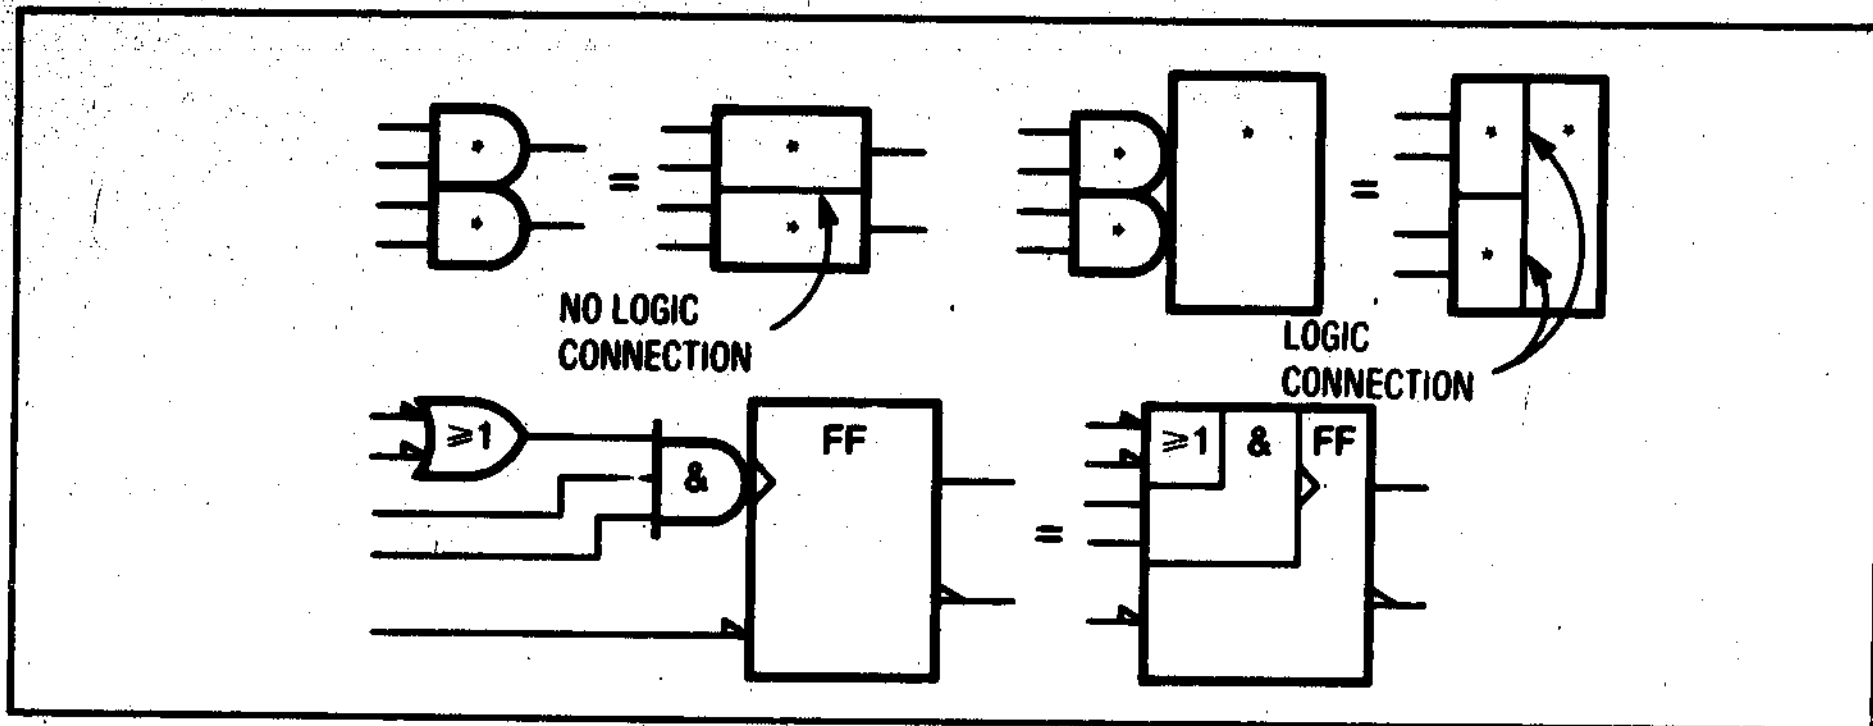 * = * * * = * *
* * * *
NO LOGIC
CONNECTION
LOGIC
CONNECTION
≥1 FF ≥1 & FF
&
=